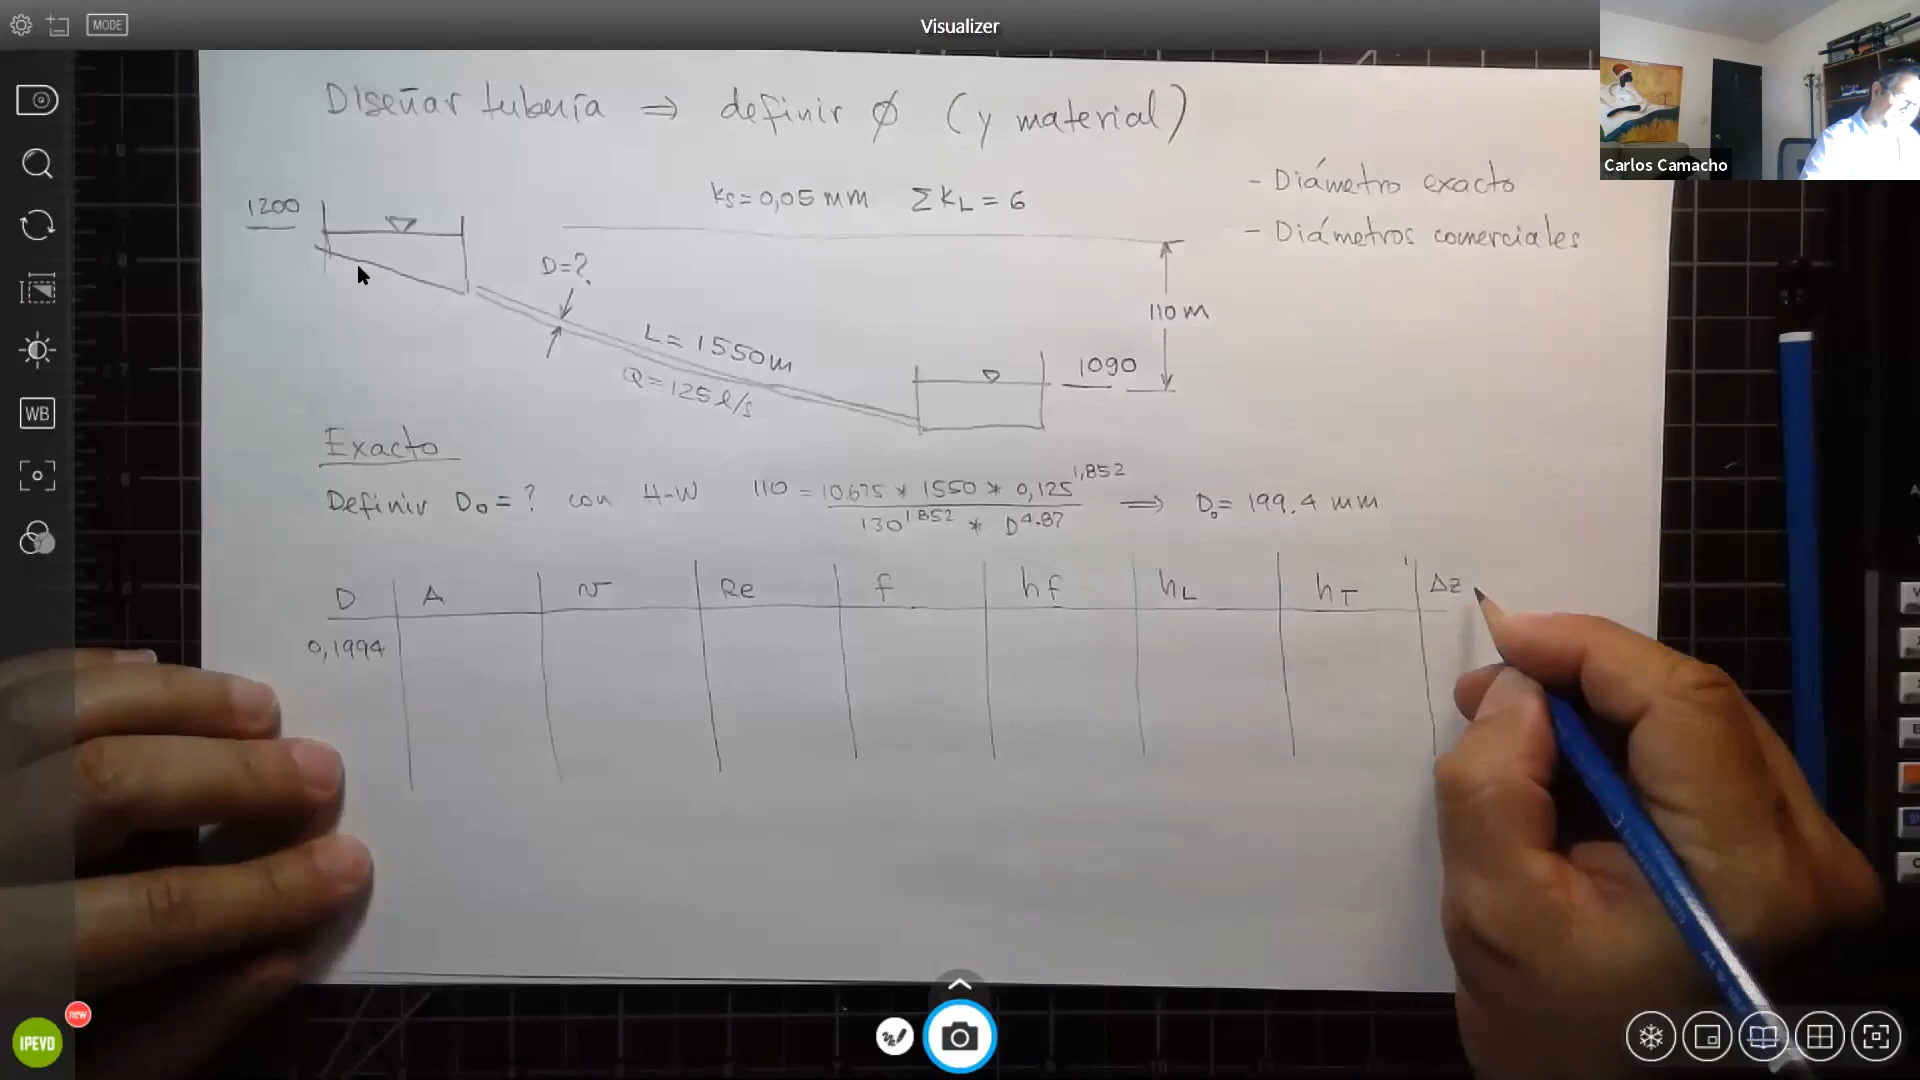 MODE
Visualizer
Carlos Camacho
WB
Diseñar tubería ⇒ definir Ø (y material)
- Diámetro exacto
- Diámetros comerciales
ks = 0,05 mm ΣKL = 6
1200
D=?
L = 1550m
Q = 125 l/s
110 m
1090
Exacto
Definir D₀ = ? con H-W 110 = 10.675 * 1550 * 0,125^1,852 / 130^1.852 * D^4.87 ⇒ D₀ = 199.4 mm
D A v Re f hf hL hT Δz
0,1994
new
IPEVO